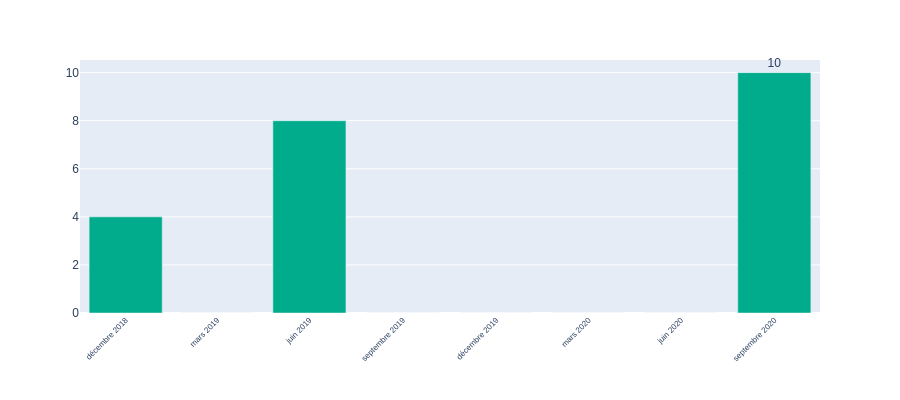 10
10
8
6
4
2
0
décembre 2018
mars 2019
juin 2019
septembre 2019
décembre 2019
mars 2020
juin 2020
septembre 2020